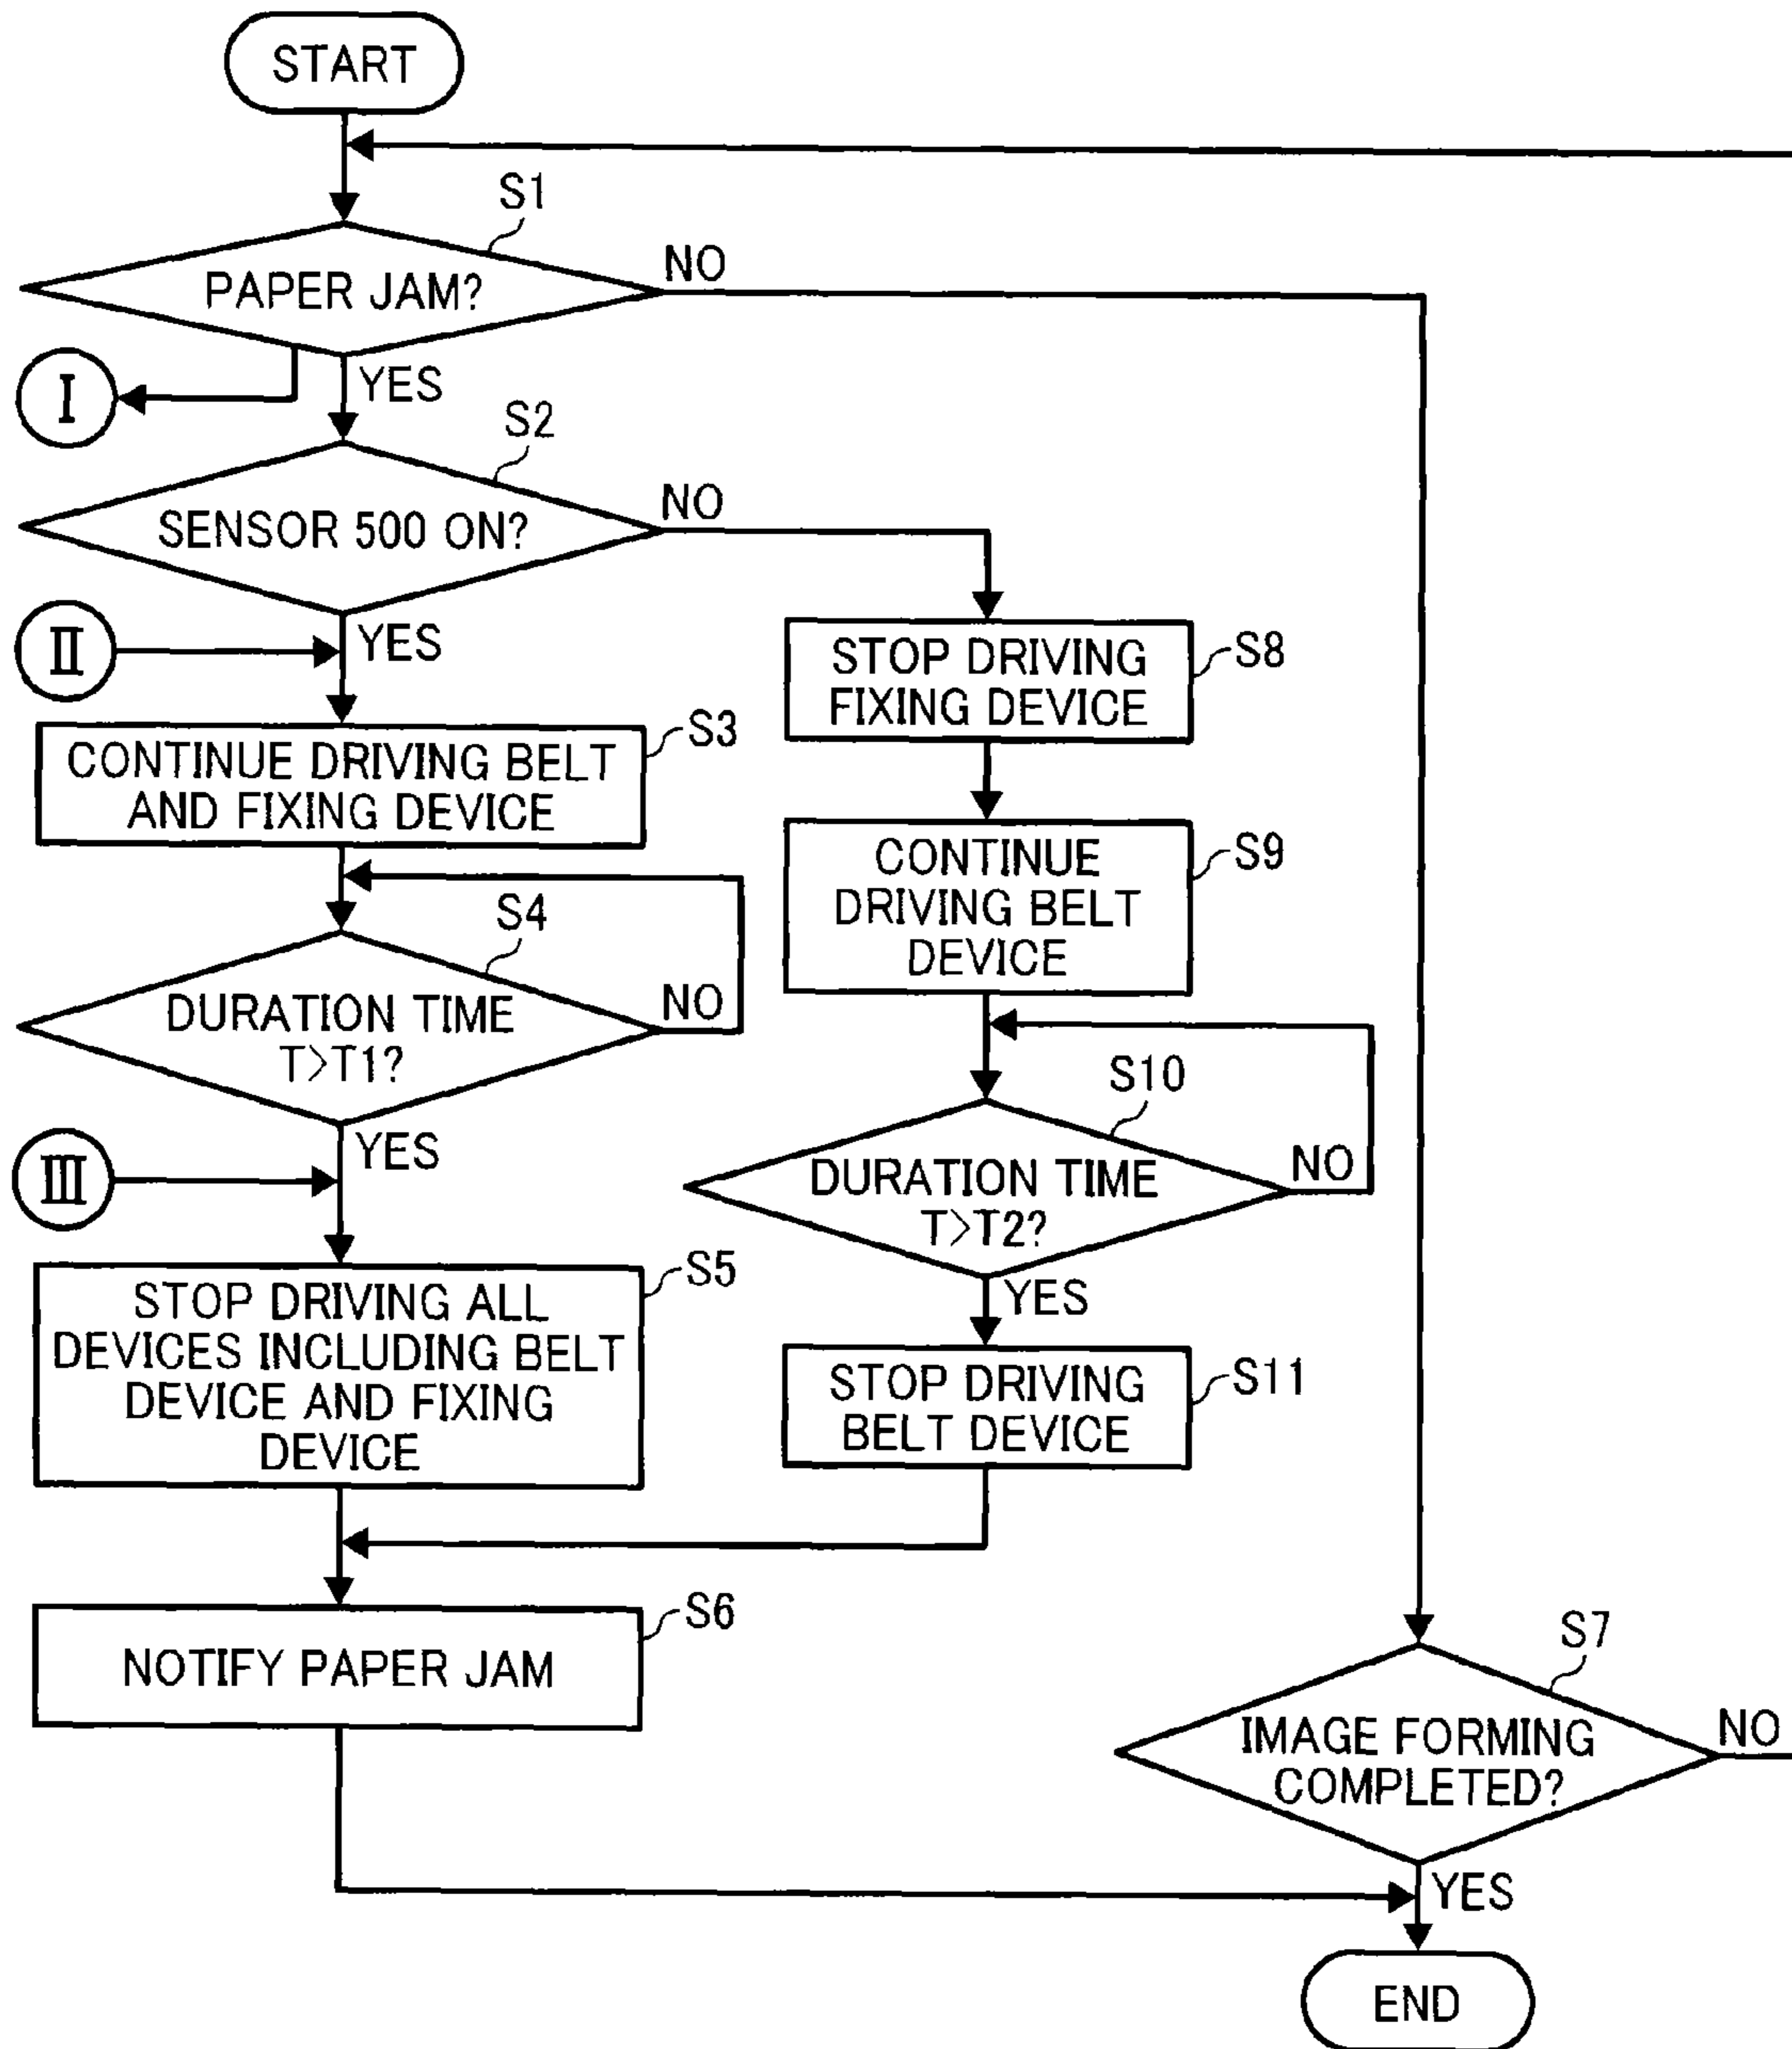 START
S1
PAPER JAM?
NO
I
YES
S2
SENSOR 500 ON?
NO
II
YES
S3
CONTINUE DRIVING BELT
AND FIXING DEVICE
S4
DURATION TIME
T>T1?
NO
III
YES
S5
STOP DRIVING ALL
DEVICES INCLUDING BELT
DEVICE AND FIXING
DEVICE
S6
NOTIFY PAPER JAM
S8
STOP DRIVING
FIXING DEVICE
S9
CONTINUE
DRIVING BELT
DEVICE
S10
DURATION TIME
T>T2?
NO
YES
S11
STOP DRIVING
BELT DEVICE
S7
IMAGE FORMING
COMPLETED?
NO
YES
END